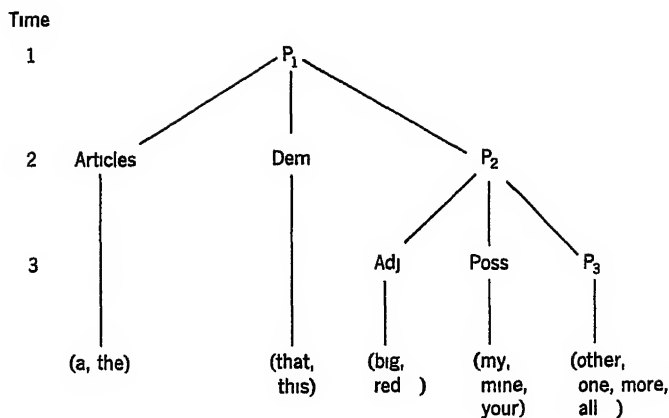 Time
1 P₁
2 Articles Dem P₂
3 Adj Poss P₃
(a, the) (that, (big, (my, (other,
this) red ) mine, one, more,
your) all )